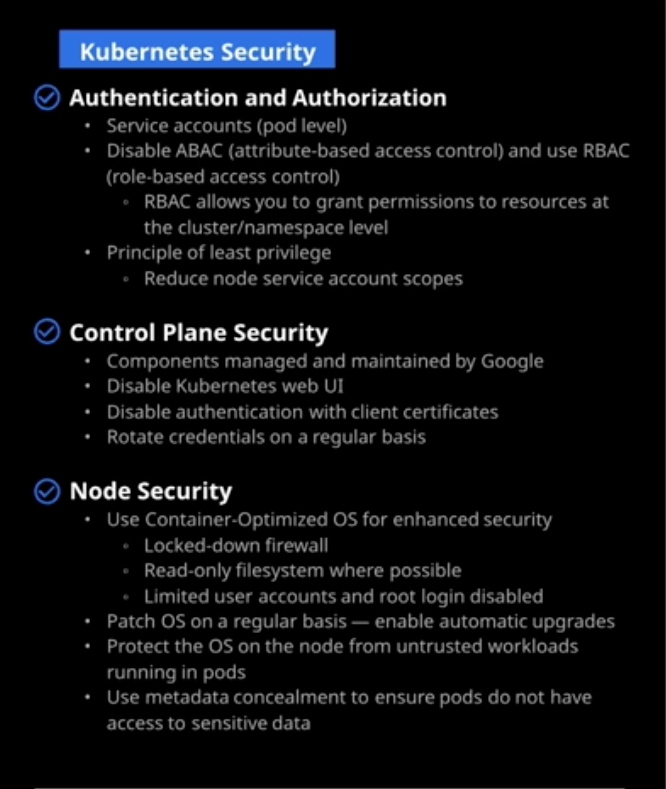 Kubernetes Security
Authentication and Authorization
• Service accounts (pod level)
• Disable ABAC (attribute-based access control) and use RBAC
(role-based access control)
◦ RBAC allows you to grant permissions to resources at
the cluster/namespace level
• Principle of least privilege
◦ Reduce node service account scopes
Control Plane Security
• Components managed and maintained by Google
• Disable Kubernetes web UI
• Disable authentication with client certificates
• Rotate credentials on a regular basis
Node Security
• Use Container-Optimized OS for enhanced security
◦ Locked-down firewall
◦ Read-only filesystem where possible
◦ Limited user accounts and root login disabled
• Patch OS on a regular basis — enable automatic upgrades
• Protect the OS on the node from untrusted workloads
running in pods
• Use metadata concealment to ensure pods do not have
access to sensitive data